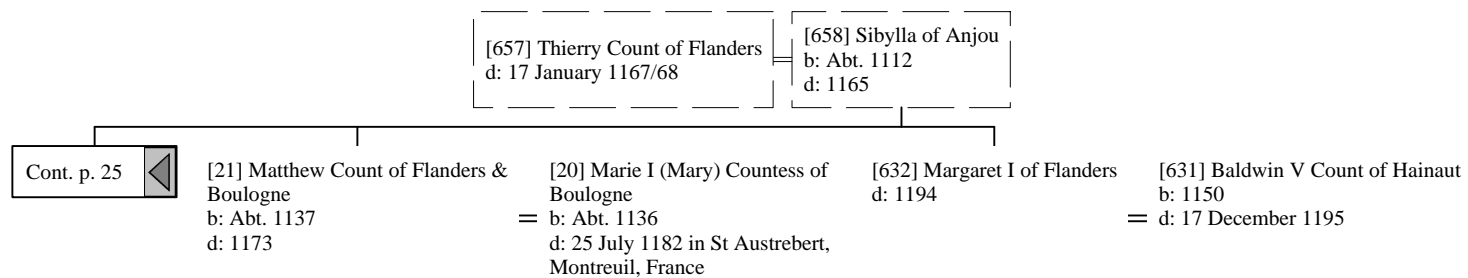 [657] Thierry Count of Flanders
d: 17 January 1167/68
[658] Sibylla of Anjou
b: Abt. 1112
d: 1165
Cont. p. 25
[21] Matthew Count of Flanders &
Boulogne
b: Abt. 1137
d: 1173
=
[20] Marie I (Mary) Countess of
Boulogne
b: Abt. 1136
d: 25 July 1182 in St Austrebert,
Montreuil, France
[632] Margaret I of Flanders
d: 1194
=
[631] Baldwin V Count of Hainaut
b: 1150
d: 17 December 1195